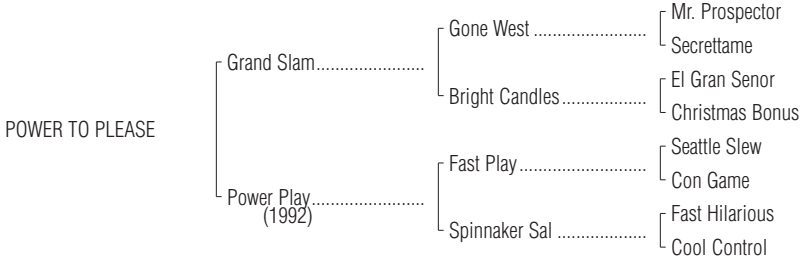 Mr. Prospector
Gone West ........................
Secrettame
Grand Slam.......................
El Gran Senor
Bright Candles..................
Christmas Bonus
POWER TO PLEASE
Seattle Slew
Fast Play ...........................
Con Game
Power Play........................
(1992)
Fast Hilarious
Spinnaker Sal ...................
Cool Control